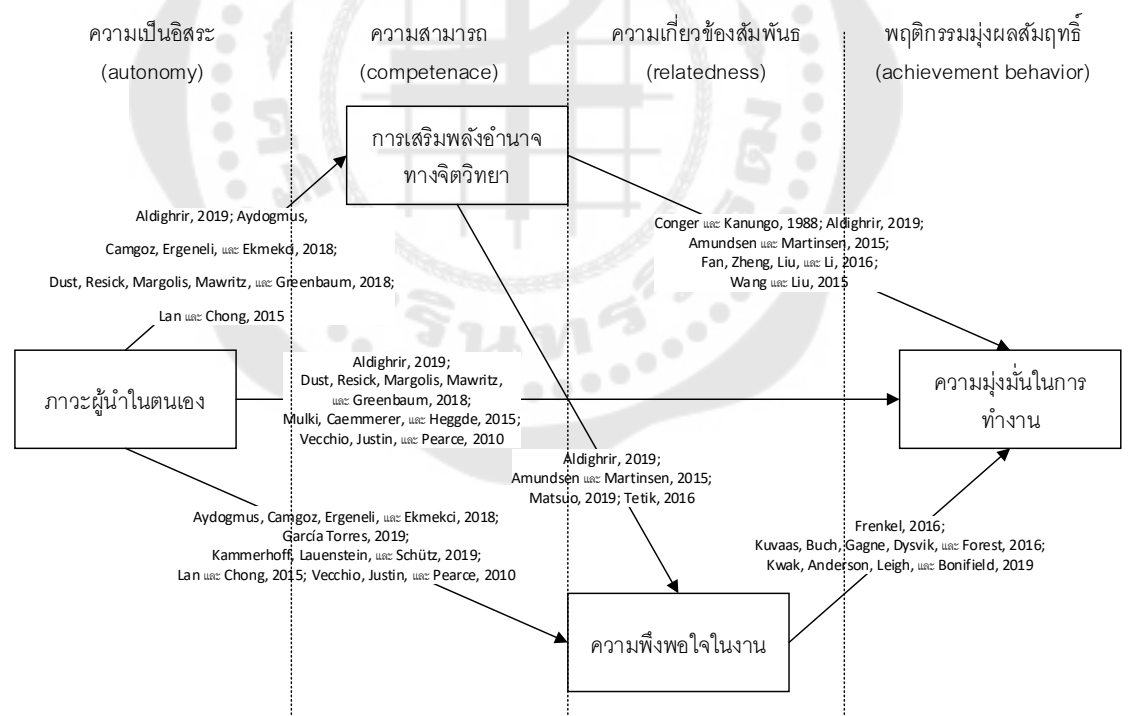 ความเป็นอิสระ
(autonomy)
ความสามารถ
(competenace)
ความเกี่ยวข้องสัมพันธ
(relatedness)
พฤติกรรมมุ่งผลสัมฤทธิ์
(achievement behavior)
การเสริมพลังอำนาจ
ทางจิตวิทยา
Aldighrir, 2019; Aydogmus,
Camgoz, Ergeneli, และ Ekmekci, 2018;
Dust, Resick, Margolis, Mawritz, และ Greenbaum, 2018;
Lan และ Chong, 2015
Conger และ Kanungo, 1988; Aldighrir, 2019;
Amundsen และ Martinsen, 2015;
Fan, Zheng, Liu, และ Li, 2016;
Wang และ Liu, 2015
ภาวะผู้นำในตนเอง
Aldighrir, 2019;
Dust, Resick, Margolis, Mawritz,
และ Greenbaum, 2018;
Mulki, Caemmerer, และ Heggde, 2015;
Vecchio, Justin, และ Pearce, 2010
ความมุ่งมั่นในการ
ทำงาน
Aldighrir, 2019;
Amundsen และ Martinsen, 2015;
Matsuo, 2019; Tetik, 2016
Aydogmus, Camgoz, Ergeneli, และ Ekmekci, 2018;
García Torres, 2019;
Kammerhoff, Lauenstein, และ Schütz, 2019;
Lan และ Chong, 2015; Vecchio, Justin, และ Pearce, 2010
Frenkel, 2016;
Kuvaas, Buch, Gagne, Dysvik, และ Forest, 2016;
Kwak, Anderson, Leigh, และ Bonifield, 2019
ความพึงพอใจในงาน